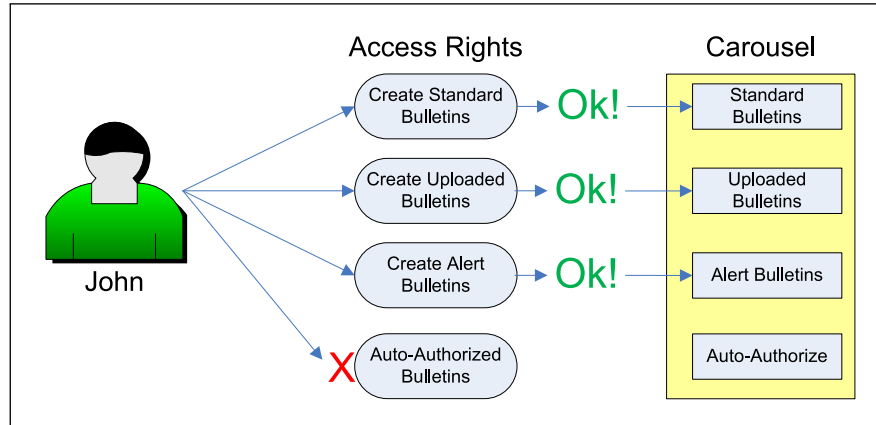 Access Rights
Carousel
Create Standard
Bulletins
Ok!
Standard
Bulletins
Create Uploaded
Bulletins
Ok!
Uploaded
Bulletins
Create Alert
Bulletins
Ok!
Alert Bulletins
John
X
Auto-Authorized
Bulletins
Auto-Authorize